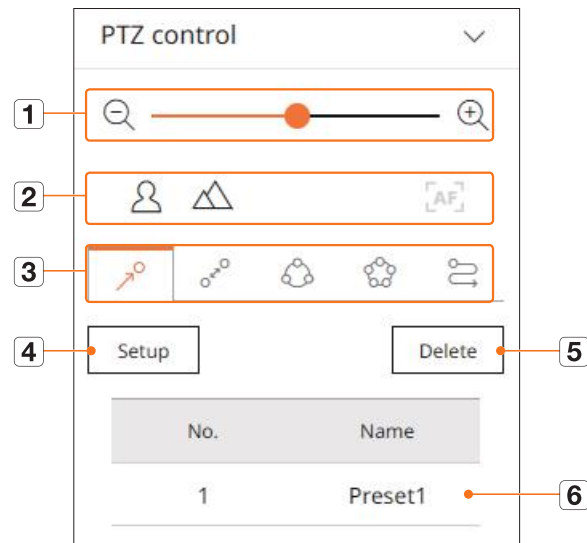 PTZ control
1
2
AF
3
4
Setup
Delete
5
No. Name
1 Preset1
6